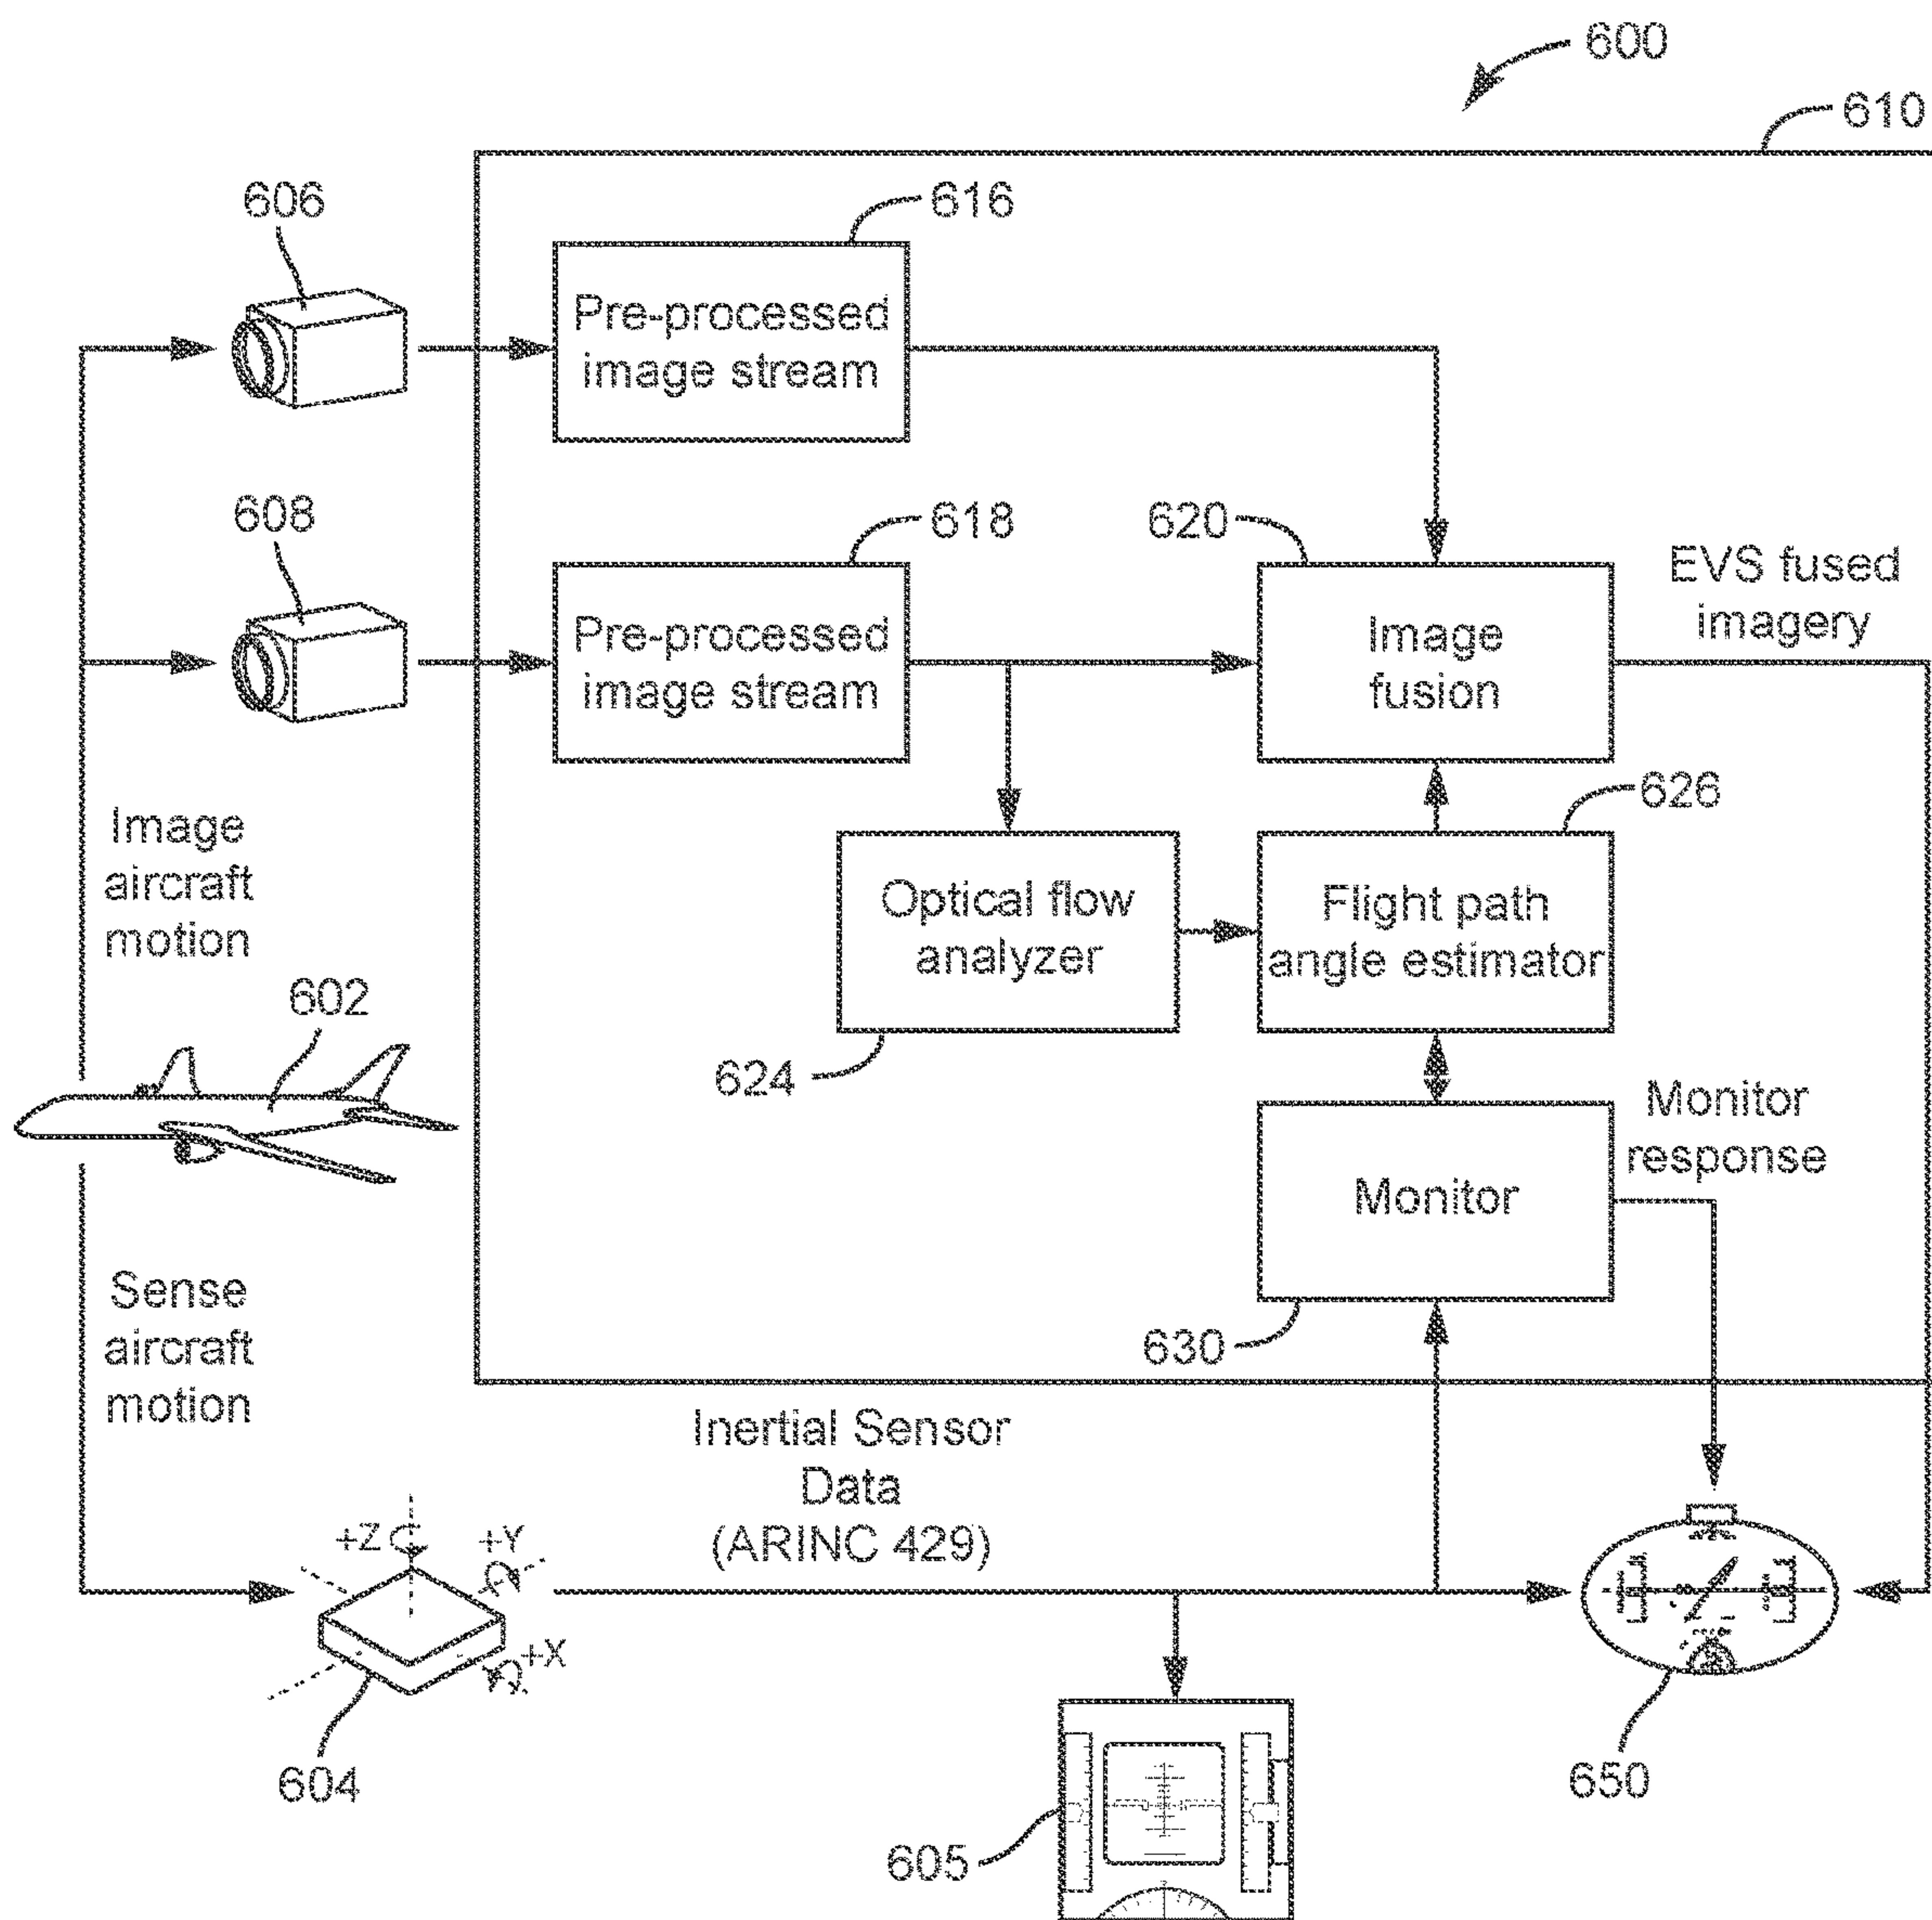 600
610
606
616
Pre-processed
image stream
608
618
620
EVS fused
imagery
Pre-processed
image stream
Image
fusion
626
Image
aircraft
motion
Optical flow
analyzer
Flight path
angle estimator
602
624
Monitor
response
Monitor
Sense
aircraft
motion
630
Inertial Sensor
Data
(ARINC 429)
+Z
+Y
+X
604
650
605